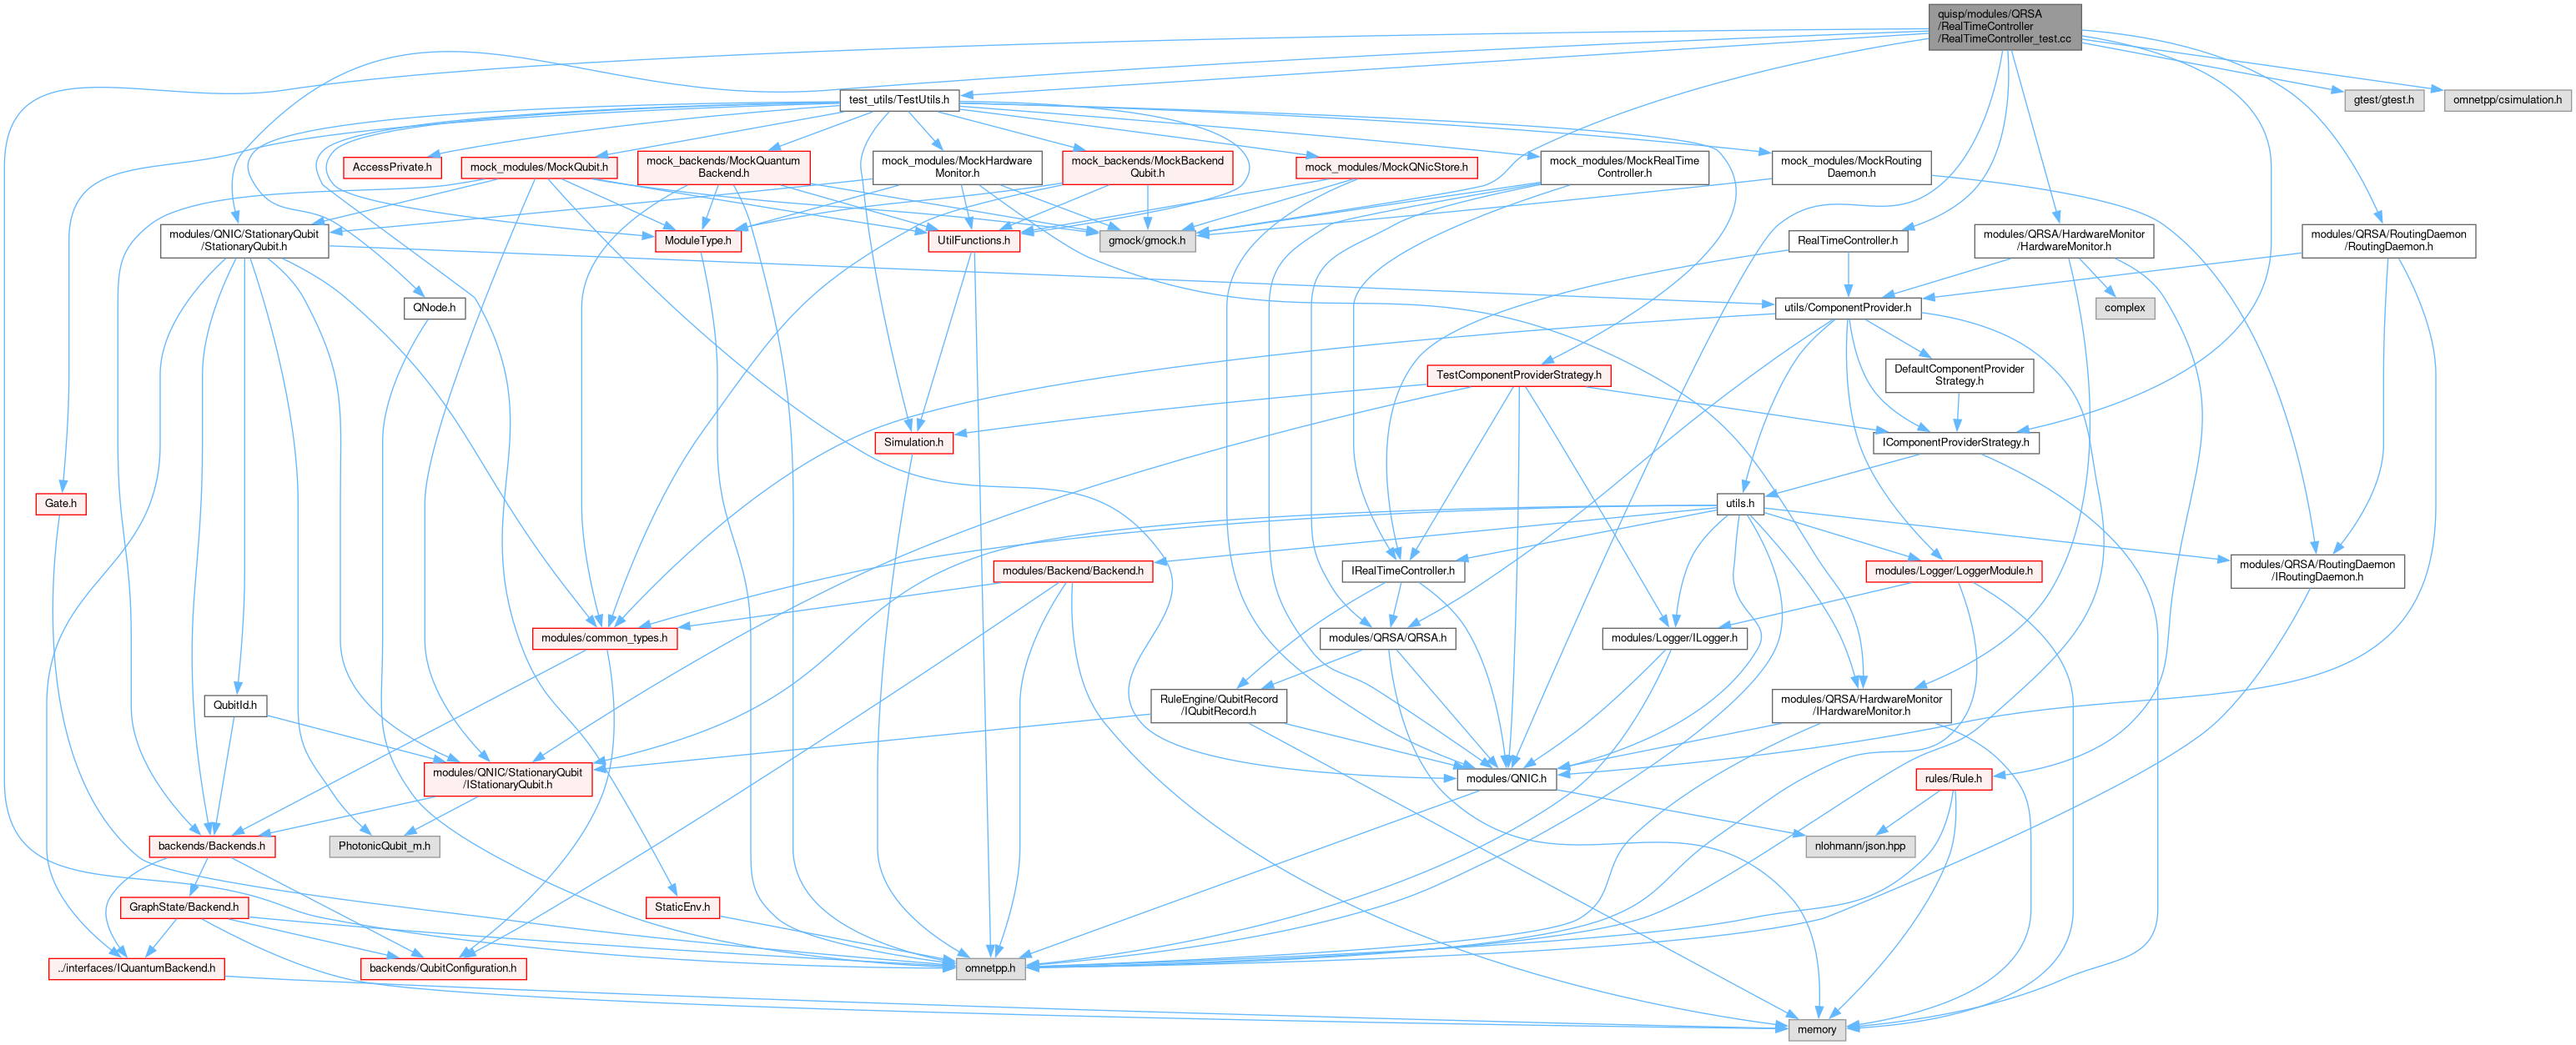 quisp/modules/QRSA
/RealTimeController
/RealTimeController_test.cc
test_utils/TestUtils.h
gtest/gtest.h
omnetpp/csimulation.h
AccessPrivate.h
mock_modules/MockQubit.h
mock_backends/MockQuantum
Backend.h
mock_modules/MockHardware
Monitor.h
mock_backends/MockBackend
Qubit.h
mock_modules/MockQNicStore.h
mock_modules/MockRealTime
Controller.h
mock_modules/MockRouting
Daemon.h
modules/QNIC/StationaryQubit
/StationaryQubit.h
ModuleType.h
UtilFunctions.h
gmock/gmock.h
RealTimeController.h
modules/QRSA/HardwareMonitor
/HardwareMonitor.h
modules/QRSA/RoutingDaemon
/RoutingDaemon.h
QNode.h
utils/ComponentProvider.h
complex
TestComponentProviderStrategy.h
DefaultComponentProvider
Strategy.h
Simulation.h
IComponentProviderStrategy.h
Gate.h
utils.h
modules/Backend/Backend.h
IRealTimeController.h
modules/Logger/LoggerModule.h
modules/QRSA/RoutingDaemon
/IRoutingDaemon.h
modules/common_types.h
modules/QRSA/QRSA.h
modules/Logger/ILogger.h
QubitId.h
RuleEngine/QubitRecord
/IQubitRecord.h
modules/QRSA/HardwareMonitor
/IHardwareMonitor.h
modules/QNIC/StationaryQubit
/IStationaryQubit.h
modules/QNIC.h
rules/Rule.h
backends/Backends.h
PhotonicQubit_m.h
nlohmann/json.hpp
GraphState/Backend.h
StaticEnv.h
../interfaces/IQuantumBackend.h
backends/QubitConfiguration.h
omnetpp.h
memory